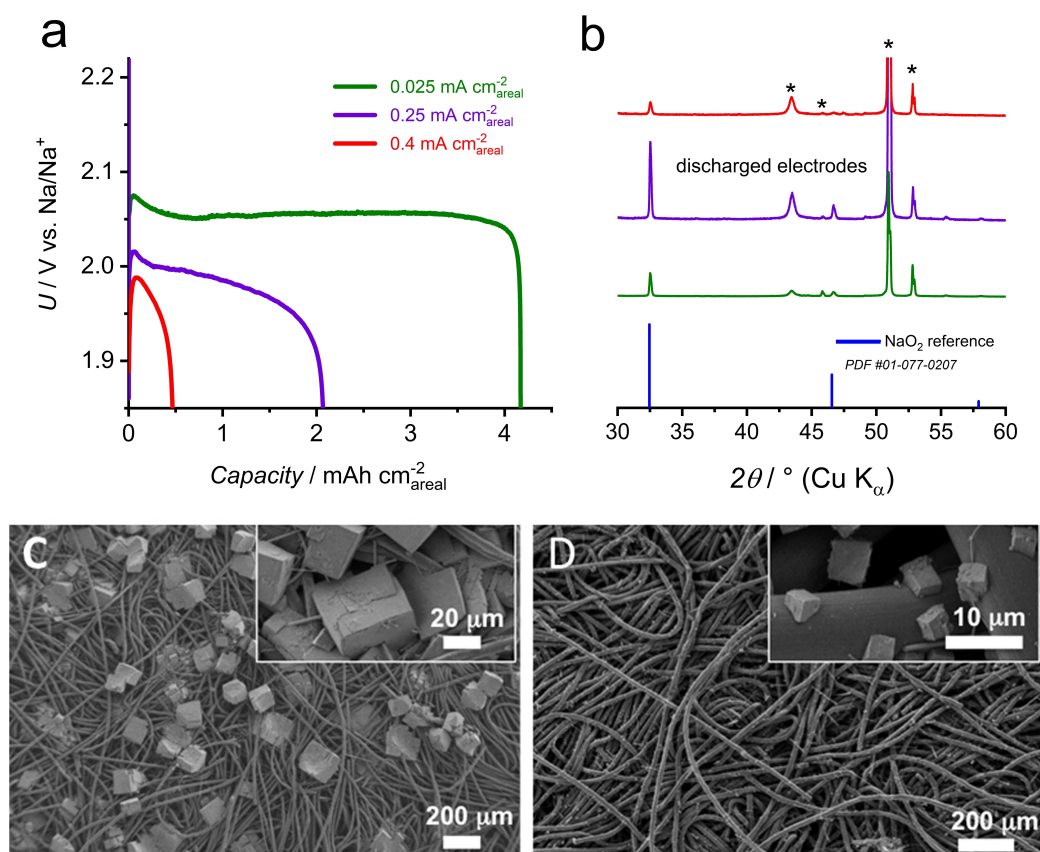 a
2.2
2.1
2.0
1.9
U / V vs. Na/Na⁺
0.025 mA cm⁻²areal
0.25 mA cm⁻²areal
0.4 mA cm⁻²areal
0 1 2 3 4
Capacity / mAh cm⁻²areal
b
* * * *
discharged electrodes
NaO₂ reference
PDF #01-077-0207
30 35 40 45 50 55 60
2θ / ° (Cu Kα)
C
20 μm
200 μm
D
10 μm
200 μm